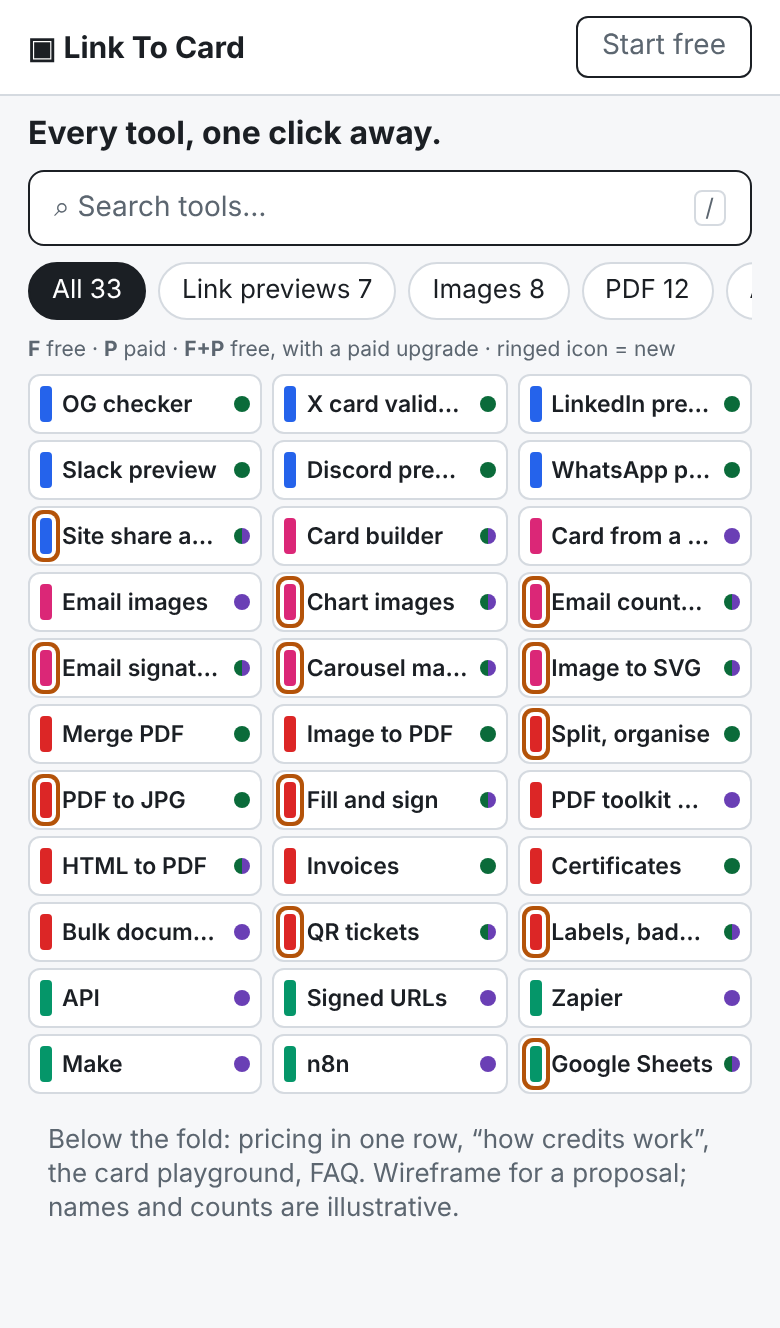 ▣ Link To Card
Start free
Every tool, one click away.
⌕ Search tools...
/
All 33
Link previews 7
Images 8
PDF 12
F free · P paid · F+P free, with a paid upgrade · ringed icon = new
OG checker
X card valid...
LinkedIn pre...
Slack preview
Discord pre...
WhatsApp p...
Site share a...
Card builder
Card from a ...
Email images
Chart images
Email count...
Email signat...
Carousel ma...
Image to SVG
Merge PDF
Image to PDF
Split, organise
PDF to JPG
Fill and sign
PDF toolkit ...
HTML to PDF
Invoices
Certificates
Bulk docum...
QR tickets
Labels, bad...
API
Signed URLs
Zapier
Make
n8n
Google Sheets
Below the fold: pricing in one row, “how credits work”,
the card playground, FAQ. Wireframe for a proposal;
names and counts are illustrative.